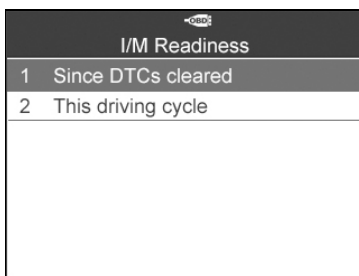 OBD
I/M Readiness
1 Since DTCs cleared
2 This driving cycle